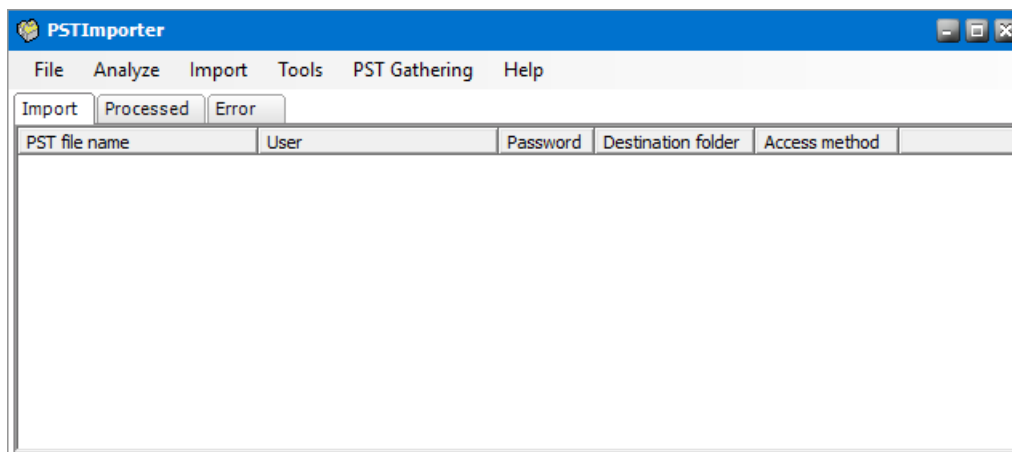 PSTImporter
File Analyze Import Tools PST Gathering Help
Import Processed Error
PST file name User Password Destination folder Access method